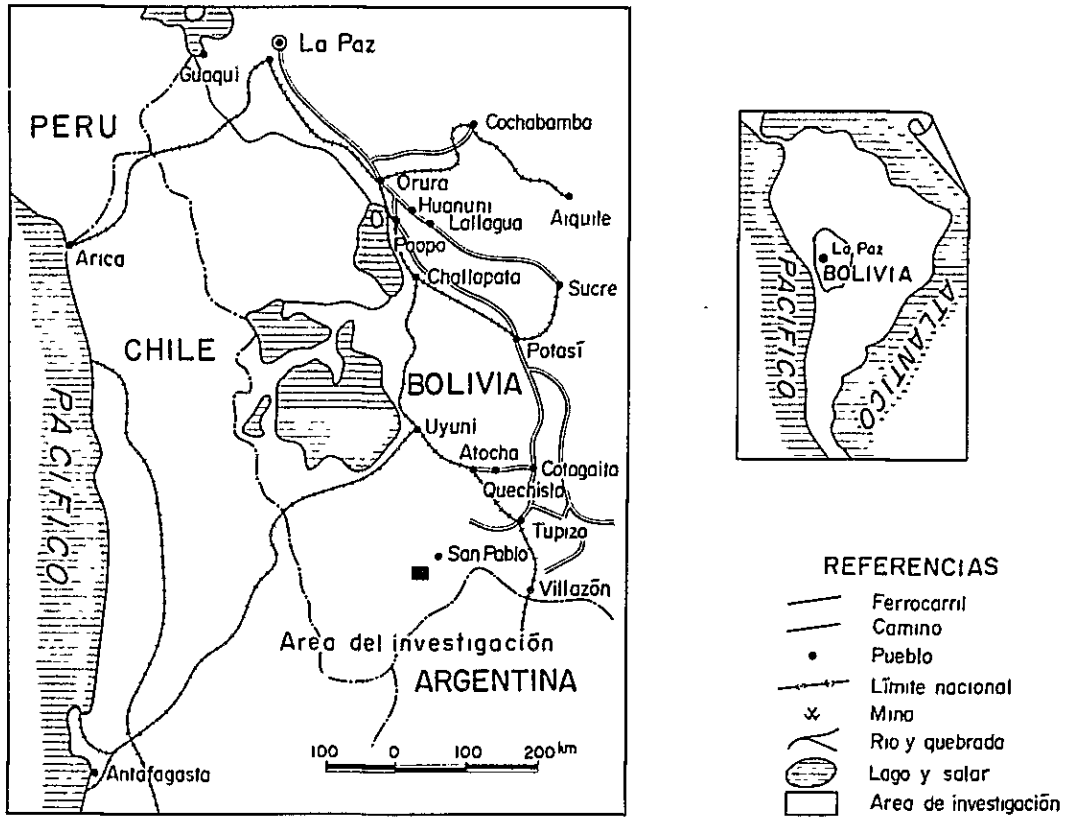 La Paz
Guaqui
PERU
Cochabamba
Orura
Huanuni
Lallagua
Aiquile
Poopo
Arica
Challapata
Sucre
CHILE
Potasí
BOLIVIA
PACIFICO
Uyuni
Atocha
Cotagaita
Quechisla
Tupiza
San Pablo
Villazón
Area del investigación
ARGENTINA
100 0 100 200 km
Antafagasta
La Paz
BOLIVIA
PACIFICO
ATLANTICO
REFERENCIAS
Ferrocarril
Camino
Pueblo
Límite nacional
Mina
Rio y quebrada
Lago y salar
Area de investigación